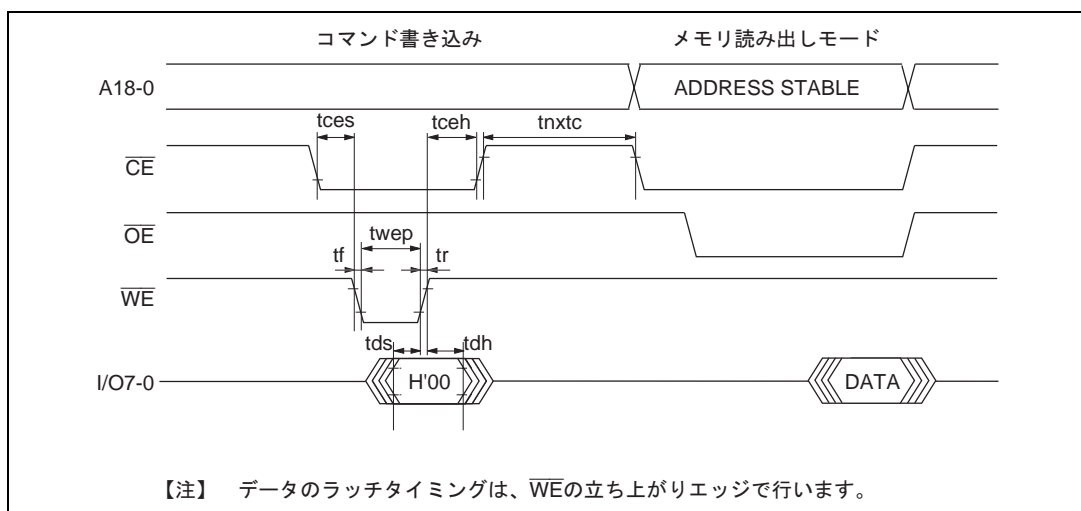 コマンド書き込み メモリ読み出しモード
A18-0 ADDRESS STABLE
tces tceh tnxtc
CE
OE
twep
tf tr
WE
tds tdh
I/O7-0 H'00 DATA
【注】 データのラッチタイミングは、WEの立ち上がりエッジで行います。